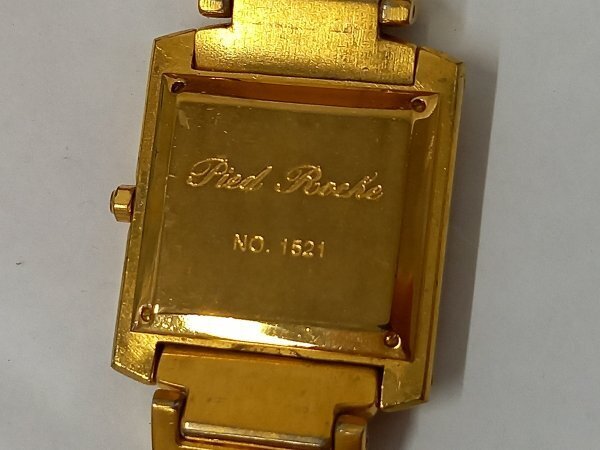 Pied Roche
NO. 1521